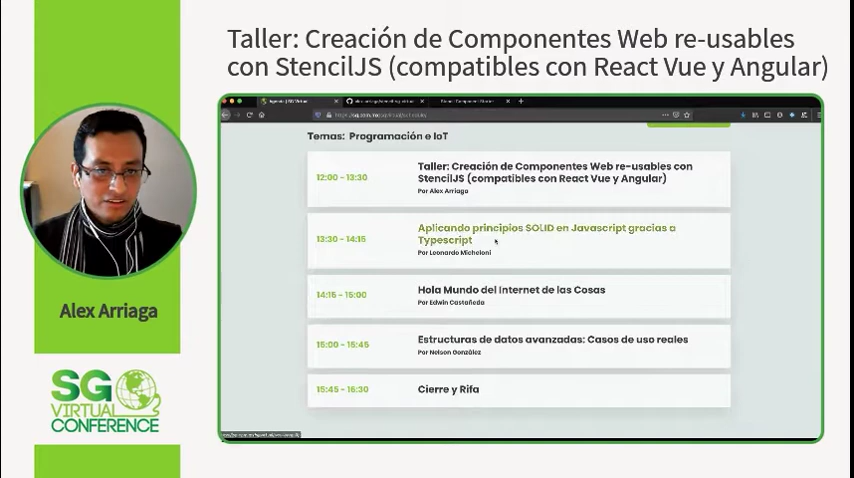 Taller: Creación de Componentes Web re-usables
con StencilJS (compatibles con React Vue y Angular)
Temas: Programación e IoT
12:00 - 13:30
Taller: Creación de Componentes Web re-usables con
StencilJS (compatibles con React Vue y Angular)
Por Alex Arriaga
13:30 - 14:15
Aplicando principios SOLID en Javascript gracias a
Typescript
Por Leonardo Micheloni
14:15 - 15:00
Hola Mundo del Internet de las Cosas
Por Edwin Castañeda
15:00 - 15:45
Estructuras de datos avanzadas: Casos de uso reales
Por Nelson González
15:45 - 16:30
Cierre y Rifa
Alex Arriaga
SG
VIRTUAL
CONFERENCE